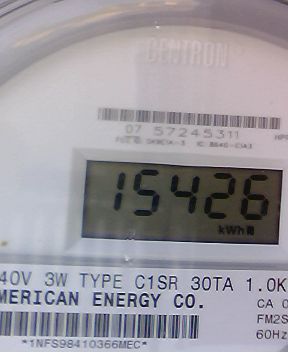 CENTRON
07 57245311
15426
kWh
40V 3W TYPE C1SR 30TA 1.0K
MERICAN ENERGY CO.
CA 0
FM2S
60Hz
*1NFS98410366MEC*